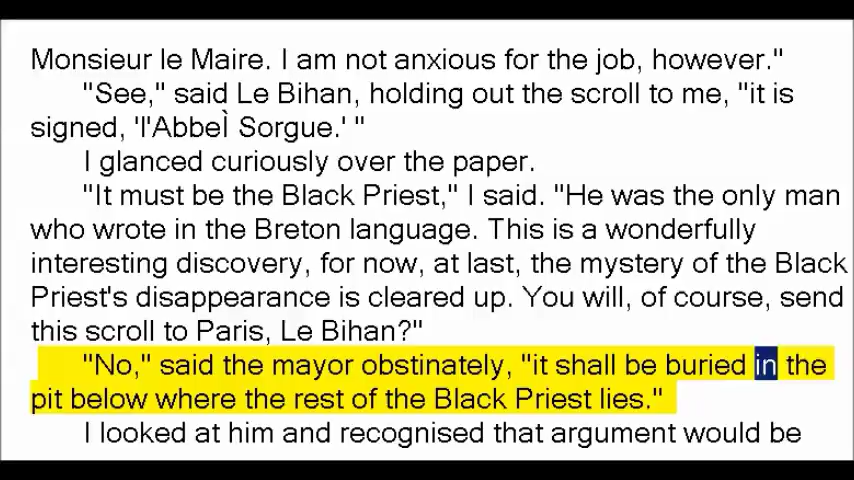 Monsieur le Maire. I am not anxious for the job, however."
"See," said Le Bihan, holding out the scroll to me, "it is
signed, 'l'AbbeÌ Sorgue.' "
I glanced curiously over the paper.
"It must be the Black Priest," I said. "He was the only man
who wrote in the Breton language. This is a wonderfully
interesting discovery, for now, at last, the mystery of the Black
Priest's disappearance is cleared up. You will, of course, send
this scroll to Paris, Le Bihan?"
"No," said the mayor obstinately, "it shall be buried in the
pit below where the rest of the Black Priest lies."
I looked at him and recognised that argument would be